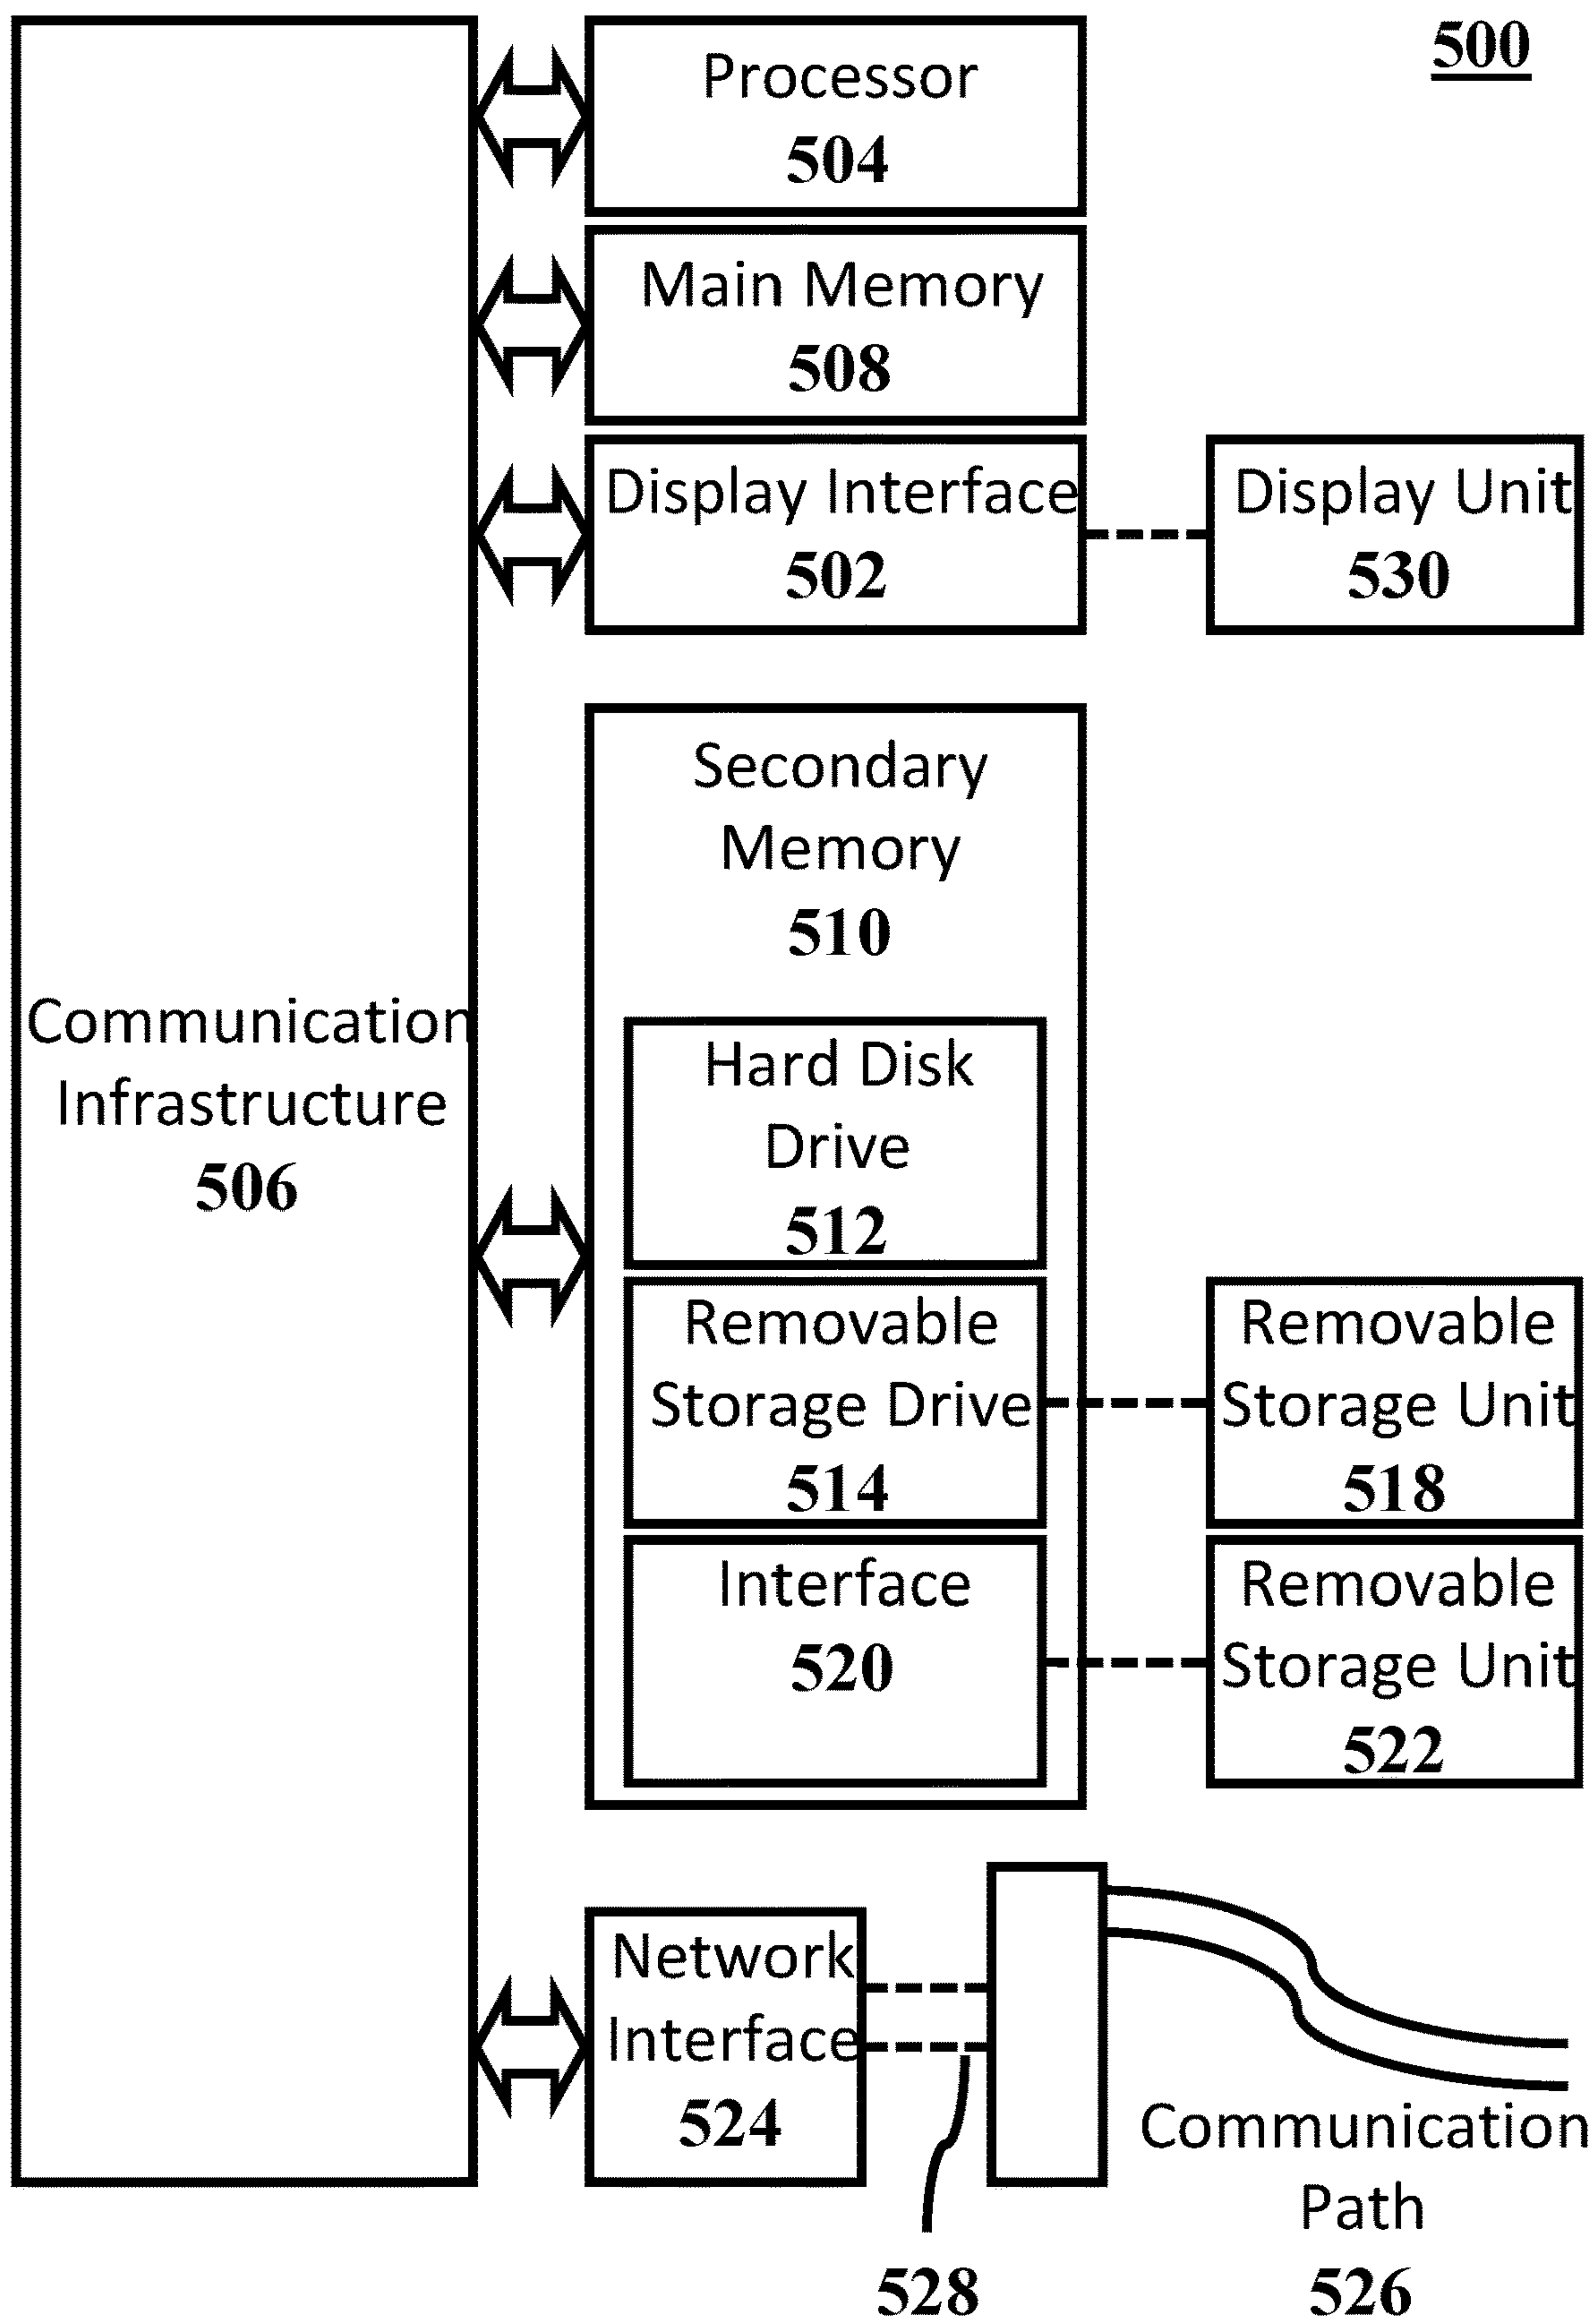 500
Processor
504
Main Memory
508
Display Interface
502
Display Unit
530
Secondary
Memory
510
Communication
Infrastructure
506
Hard Disk
Drive
512
Removable
Storage Drive
514
Removable
Storage Unit
518
Interface
520
Removable
Storage Unit
522
Network
Interface
524
528
Communication
Path
526